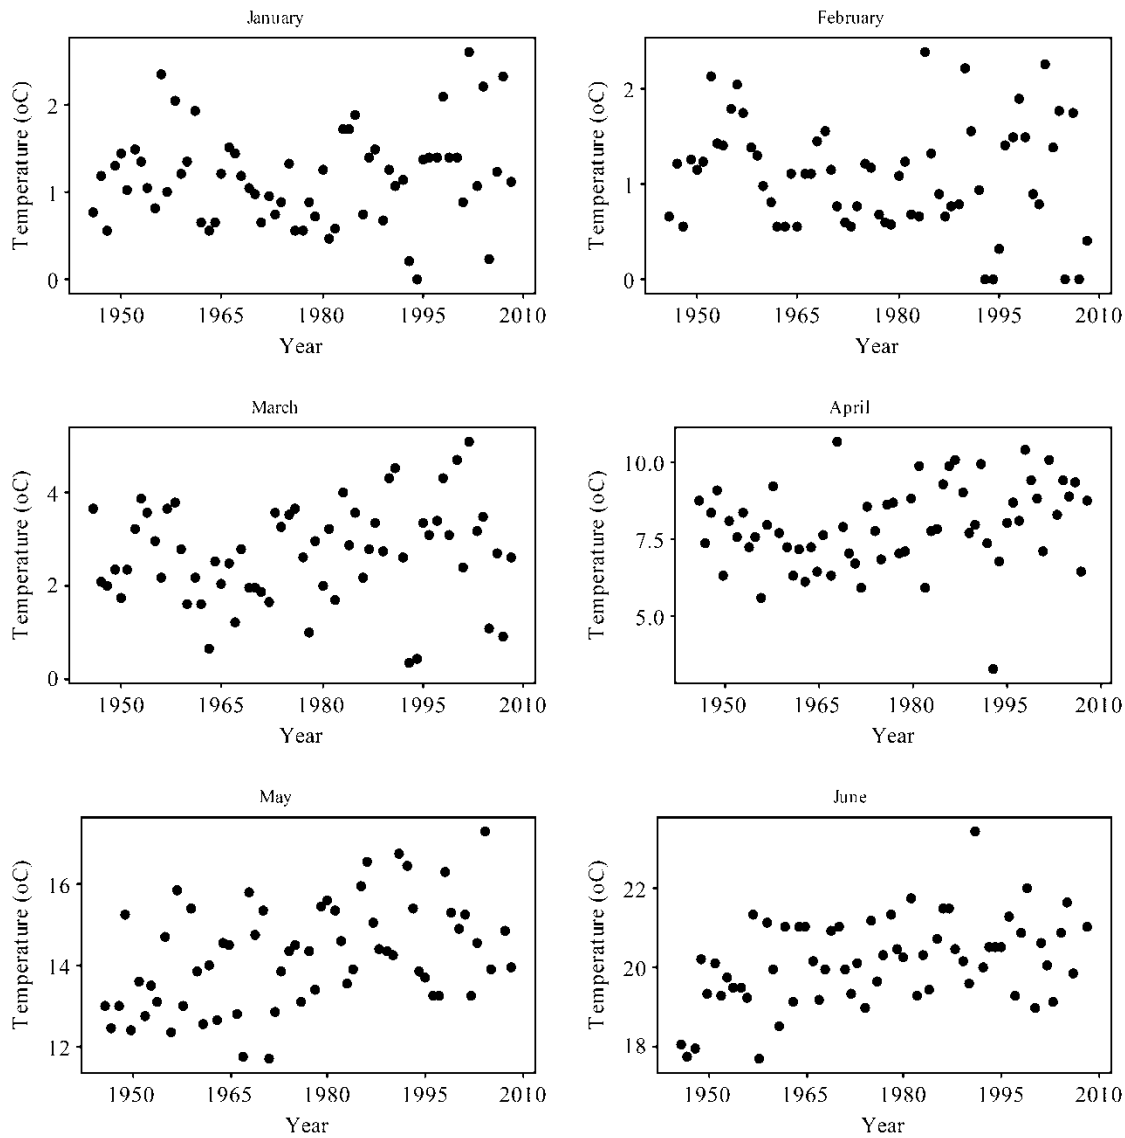 January
February
Temperature (oC)
2
1
0
1950 1965 1980 1995 2010
Year
Temperature (oC)
2
1
0
1950 1965 1980 1995 2010
Year
March
April
Temperature (oC)
4
2
0
1950 1965 1980 1995 2010
Year
Temperature (oC)
10.0
7.5
5.0
1950 1965 1980 1995 2010
Year
May
June
Temperature (oC)
16
14
12
1950 1965 1980 1995 2010
Year
Temperature (oC)
22
20
18
1950 1965 1980 1995 2010
Year